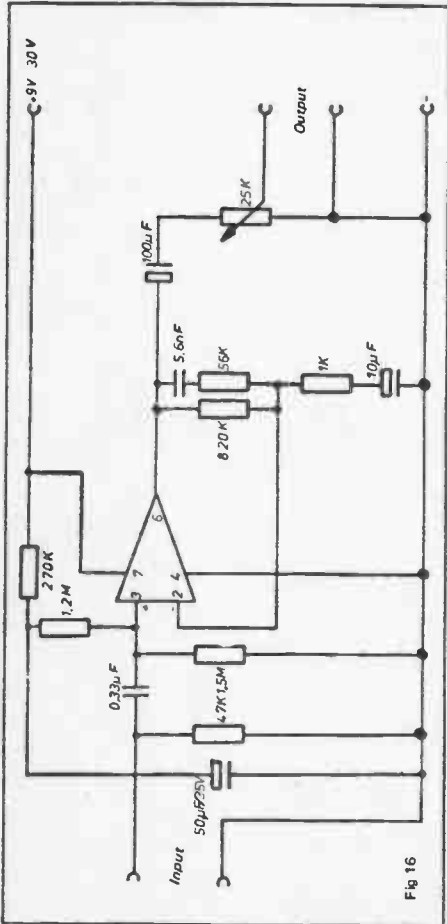 +9V 30V
270K
1.2M
0,33µF
47K
1.5M
50µF/35V
Input
3
+
2
-
7
4
6
5,6nF
56K
820K
1K
10µF
100µF
25K
Output
-
Fig 16